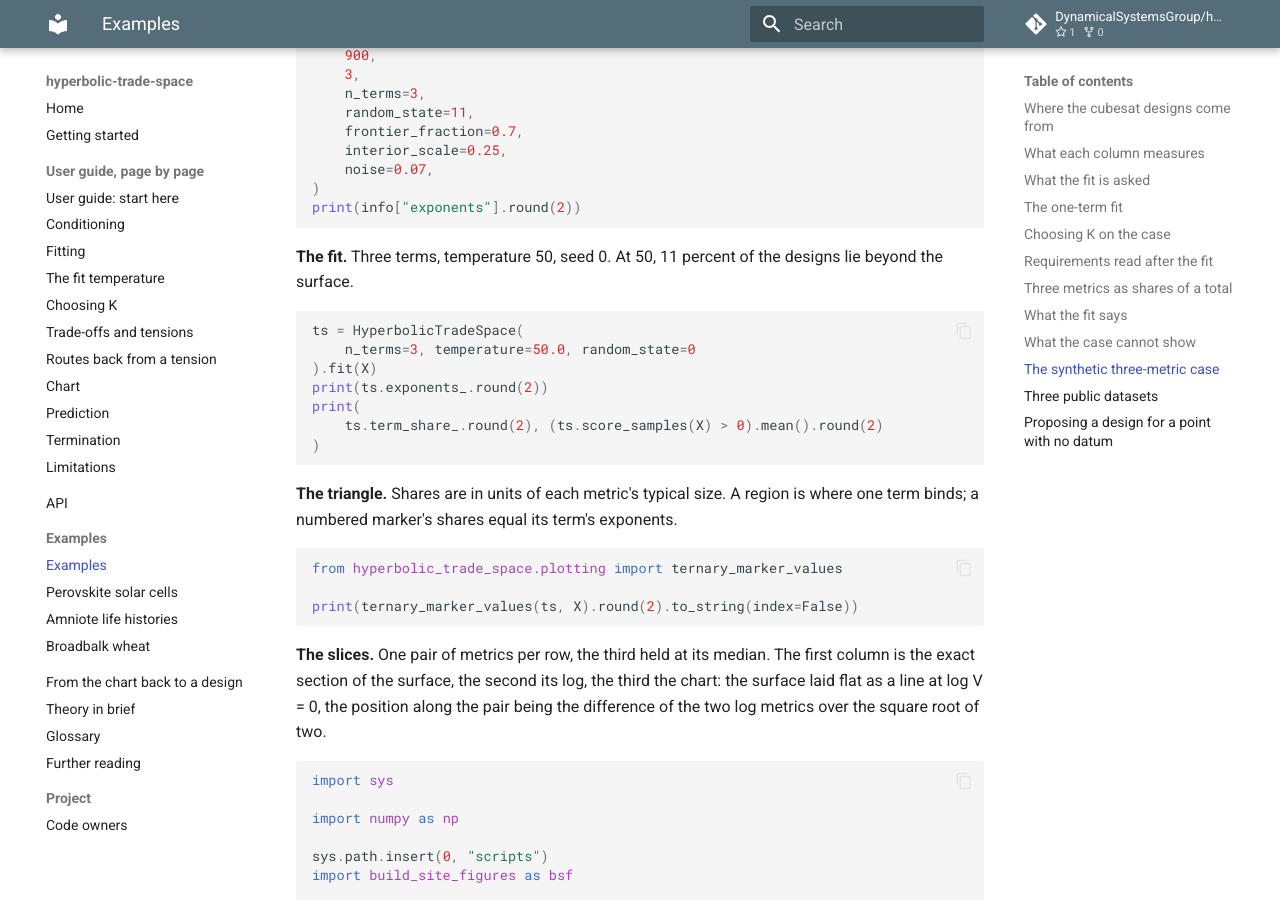 Examples
Search
DynamicalSystemsGroup/h…
1 0
hyperbolic-trade-space
Home
Getting started
User guide, page by page
User guide: start here
Conditioning
Fitting
The fit temperature
Choosing K
Trade-offs and tensions
Routes back from a tension
Chart
Prediction
Termination
Limitations
API
Examples
Examples
Perovskite solar cells
Amniote life histories
Broadbalk wheat
From the chart back to a design
Theory in brief
Glossary
Further reading
Project
Code owners
900,
3,
n_terms=3,
random_state=11,
frontier_fraction=0.7,
interior_scale=0.25,
noise=0.07,
)
print(info["exponents"].round(2))
The fit. Three terms, temperature 50, seed 0. At 50, 11 percent of the designs lie beyond the
surface.
ts = HyperbolicTradeSpace(
n_terms=3, temperature=50.0, random_state=0
).fit(X)
print(ts.exponents_.round(2))
print(
ts.term_share_.round(2), (ts.score_samples(X) > 0).mean().round(2)
)
The triangle. Shares are in units of each metric's typical size. A region is where one term binds; a
numbered marker's shares equal its term's exponents.
from hyperbolic_trade_space.plotting import ternary_marker_values
print(ternary_marker_values(ts, X).round(2).to_string(index=False))
The slices. One pair of metrics per row, the third held at its median. The first column is the exact
section of the surface, the second its log, the third the chart: the surface laid flat as a line at log V
= 0, the position along the pair being the difference of the two log metrics over the square root of
two.
import sys
import numpy as np
sys.path.insert(0, "scripts")
import build_site_figures as bsf
Table of contents
Where the cubesat designs come
from
What each column measures
What the fit is asked
The one-term fit
Choosing K on the case
Requirements read after the fit
Three metrics as shares of a total
What the fit says
What the case cannot show
The synthetic three-metric case
Three public datasets
Proposing a design for a point
with no datum